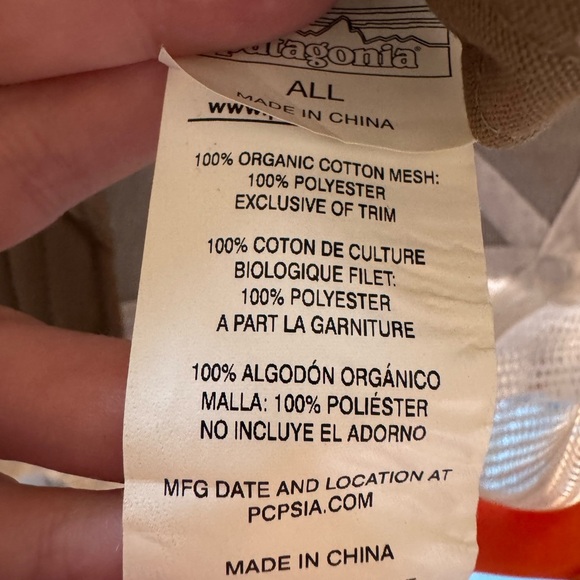 patagonia®
ALL
MADE IN CHINA
www.
100% ORGANIC COTTON MESH:
100% POLYESTER
EXCLUSIVE OF TRIM
100% COTON DE CULTURE
BIOLOGIQUE FILET:
100% POLYESTER
A PART LA GARNITURE
100% ALGODÓN ORGÁNICO
MALLA: 100% POLIÉSTER
NO INCLUYE EL ADORNO
MFG DATE AND LOCATION AT
PCPSIA.COM
MADE IN CHINA